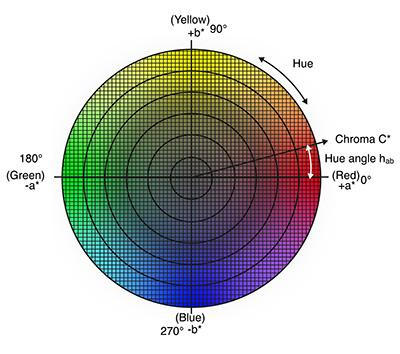 (Yellow)
+b* 90°
Hue
Chroma C*
Hue angle hab
180°
(Green)
-a*
(Red) 0°
+a*
(Blue)
270° -b*